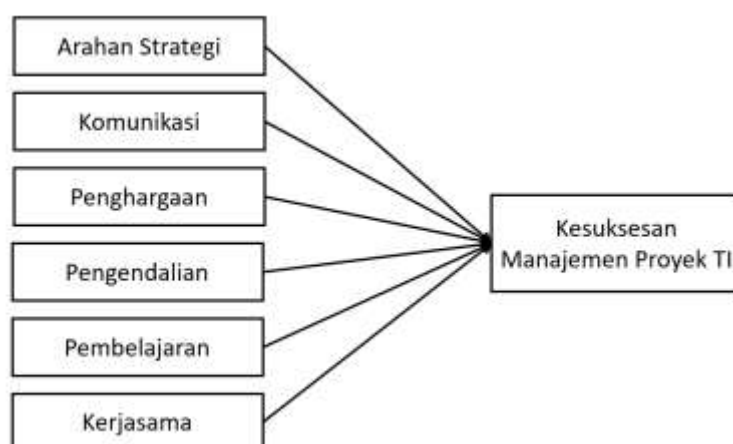 Arahan Strategi
Komunikasi
Penghargaan
Pengendalian
Pembelajaran
Kerjasama
Kesuksesan
Manajemen Proyek TI